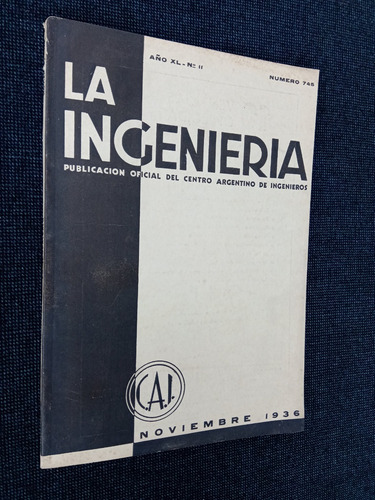 AÑO XL - Nº 11
NUMERO 745
LA
INGENIERIA
PUBLICACION OFICIAL DEL CENTRO ARGENTINO DE INGENIEROS
C.A.I.
NOVIEMBRE 1936